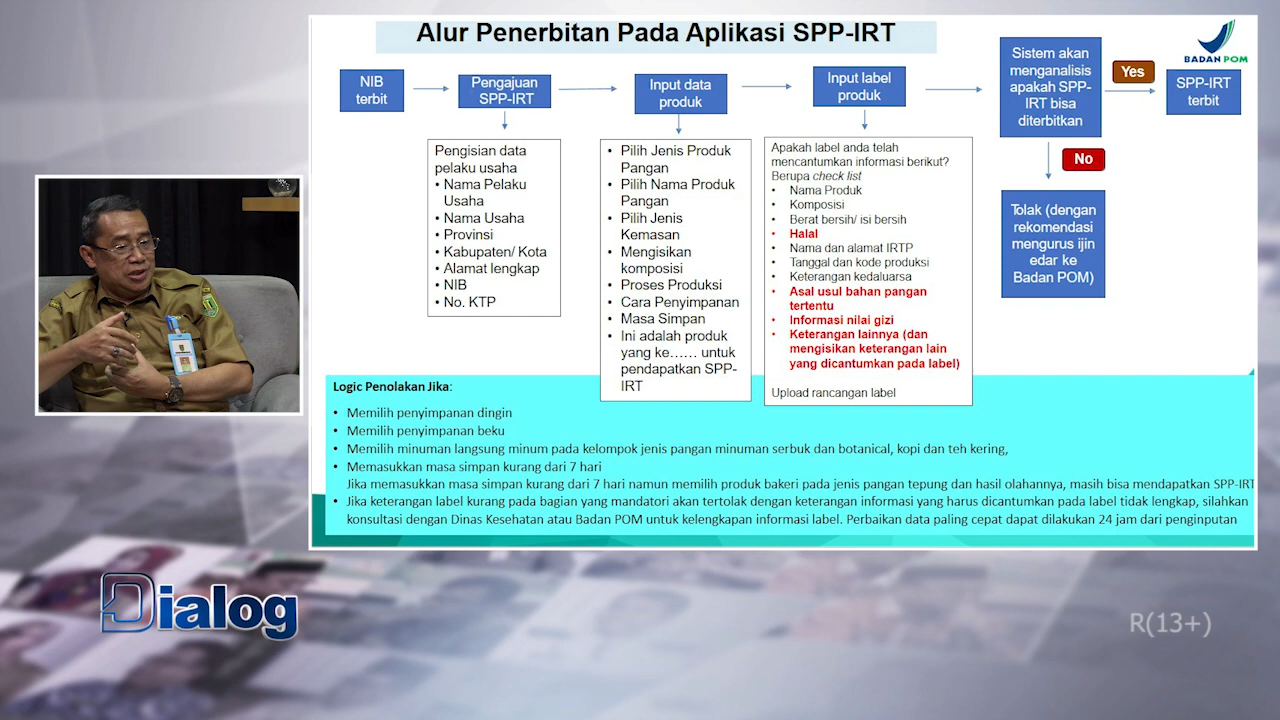 Alur Penerbitan Pada Aplikasi SPP-IRT
BADAN POM
NIB
terbit
Pengajuan
SPP-IRT
Input data
produk
Input label
produk
Sistem akan
menganalisis
apakah SPP-
IRT bisa
diterbitkan
Yes
SPP-IRT
terbit
No
Tolak (dengan
rekomendasi
mengurus ijin
edar ke
Badan POM)
Pengisian data
pelaku usaha
• Nama Pelaku
Usaha
• Nama Usaha
• Provinsi
• Kabupaten/ Kota
• Alamat lengkap
• NIB
• No. KTP
• Pilih Jenis Produk
Pangan
• Pilih Nama Produk
Pangan
• Pilih Jenis
Kemasan
• Mengisikan
komposisi
• Proses Produksi
• Cara Penyimpanan
• Masa Simpan
• Ini adalah produk
yang ke...... untuk
pendapatkan SPP-
IRT
Apakah label anda telah
mencantumkan informasi berikut?
Berupa check list
• Nama Produk
• Komposisi
• Berat bersih/ isi bersih
• Halal
• Nama dan alamat IRTP
• Tanggal dan kode produksi
• Keterangan kedaluarsa
• Asal usul bahan pangan
tertentu
• Informasi nilai gizi
• Keterangan lainnya (dan
mengisikan keterangan lain
yang dicantumkan pada label)
Upload rancangan label
Logic Penolakan Jika:
• Memilih penyimpanan dingin
• Memilih penyimpanan beku
• Memilih minuman langsung minum pada kelompok jenis pangan minuman serbuk dan botanical, kopi dan teh kering,
• Memasukkan masa simpan kurang dari 7 hari
Jika memasukkan masa simpan kurang dari 7 hari namun memilih produk bakeri pada jenis pangan tepung dan hasil olahannya, masih bisa mendapatkan SPP-IRT
• Jika keterangan label kurang pada bagian yang mandatori akan tertolak dengan keterangan informasi yang harus dicantumkan pada label tidak lengkap, silahkan
konsultasi dengan Dinas Kesehatan atau Badan POM untuk kelengkapan informasi label. Perbaikan data paling cepat dapat dilakukan 24 jam dari penginputan
Dialog
R(13+)